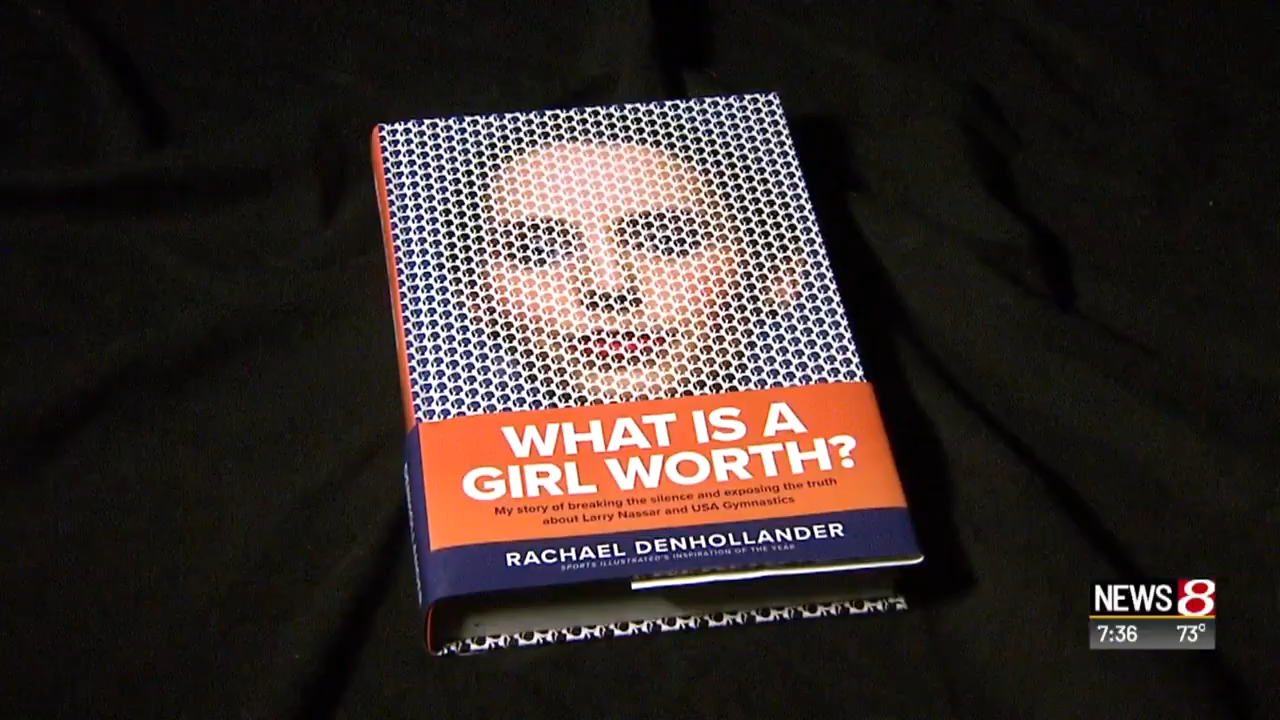 WHAT IS A
GIRL WORTH?
My story of breaking the silence and exposing the truth
about Larry Nassar and USA Gymnastics
RACHAEL DENHOLLANDER
SPORTS ILLUSTRATED'S INSPIRATION OF THE YEAR
NEWS 8
7:36 73°